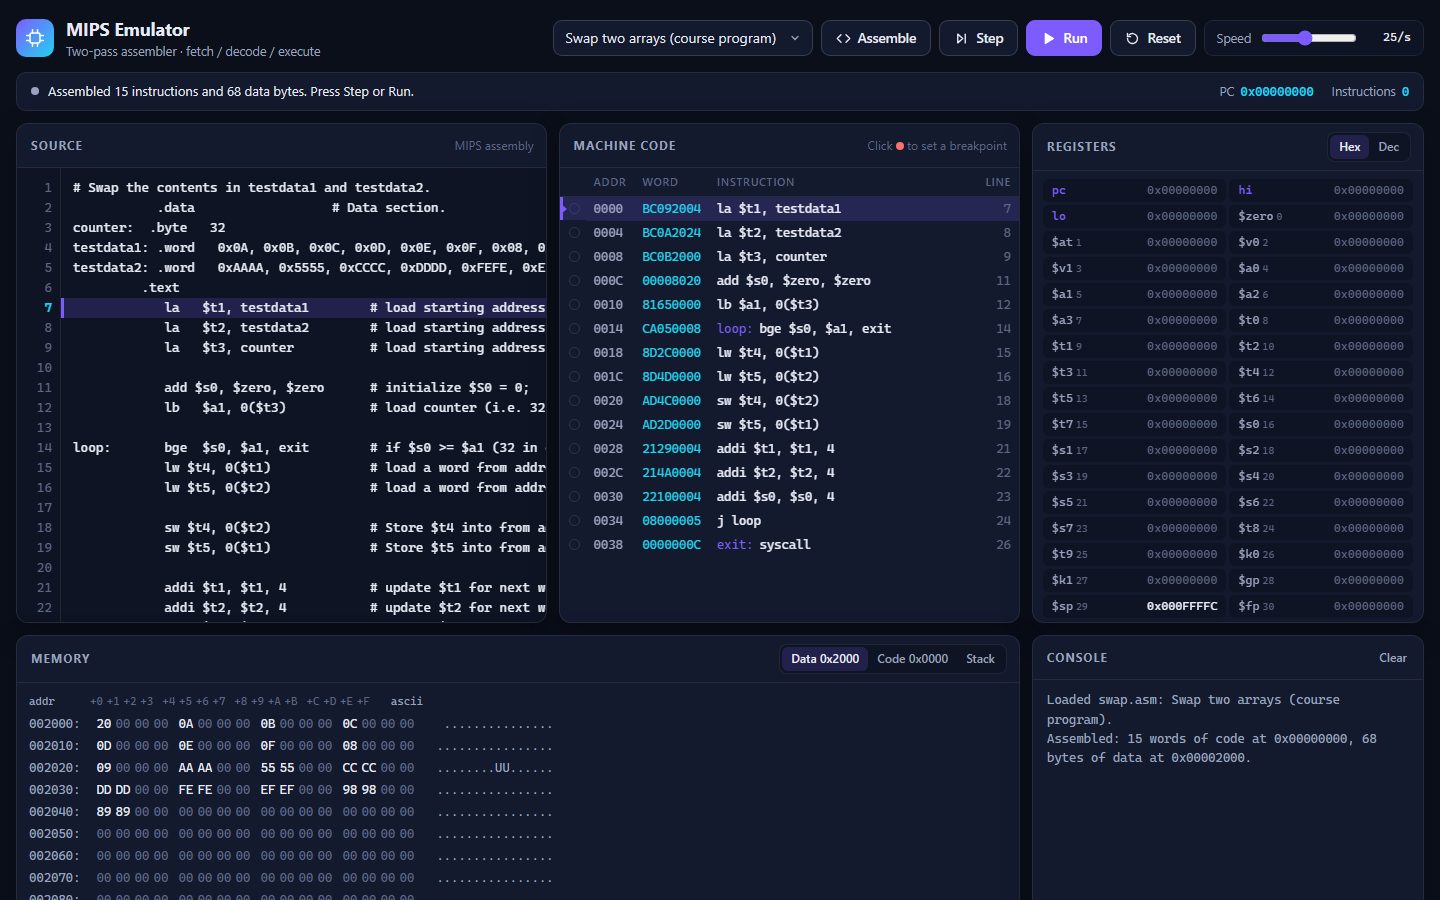 MIPS Emulator
Two-pass assembler · fetch / decode / execute
Swap two arrays (course program)
Assemble
Step
Run
Reset
Speed 25/s
Assembled 15 instructions and 68 data bytes. Press Step or Run.
PC 0x00000000 Instructions 0
SOURCE
MIPS assembly
1 # Swap the contents in testdata1 and testdata2.
2 .data # Data section.
3 counter: .byte 32
4 testdata1: .word 0x0A, 0x0B, 0x0C, 0x0D, 0x0E, 0x0F, 0x08, 0
5 testdata2: .word 0xAAAA, 0x5555, 0xCCCC, 0xDDDD, 0xFEFE, 0xE
6 .text
7 la $t1, testdata1 # load starting address
8 la $t2, testdata2 # load starting address
9 la $t3, counter # load starting address
10
11 add $s0, $zero, $zero # initialize $S0 = 0;
12 lb $a1, 0($t3) # load counter (i.e. 32
13
14 loop: bge $s0, $a1, exit # if $s0 >= $a1 (32 in
15 lw $t4, 0($t1) # load a word from addr
16 lw $t5, 0($t2) # load a word from addr
17
18 sw $t4, 0($t2) # Store $t4 into from a
19 sw $t5, 0($t1) # Store $t5 into from a
20
21 addi $t1, $t1, 4 # update $t1 for next w
22 addi $t2, $t2, 4 # update $t2 for next w
MACHINE CODE
Click to set a breakpoint
ADDR WORD INSTRUCTION LINE
0000 BC092004 la $t1, testdata1 7
0004 BC0A2024 la $t2, testdata2 8
0008 BC0B2000 la $t3, counter 9
000C 00008020 add $s0, $zero, $zero 11
0010 81650000 lb $a1, 0($t3) 12
0014 CA050008 loop: bge $s0, $a1, exit 14
0018 8D2C0000 lw $t4, 0($t1) 15
001C 8D4D0000 lw $t5, 0($t2) 16
0020 AD4C0000 sw $t4, 0($t2) 18
0024 AD2D0000 sw $t5, 0($t1) 19
0028 21290004 addi $t1, $t1, 4 21
002C 214A0004 addi $t2, $t2, 4 22
0030 22100004 addi $s0, $s0, 4 23
0034 08000005 j loop 24
0038 0000000C exit: syscall 26
REGISTERS
Hex Dec
pc 0x00000000 hi 0x00000000
lo 0x00000000 $zero 0 0x00000000
$at 1 0x00000000 $v0 2 0x00000000
$v1 3 0x00000000 $a0 4 0x00000000
$a1 5 0x00000000 $a2 6 0x00000000
$a3 7 0x00000000 $t0 8 0x00000000
$t1 9 0x00000000 $t2 10 0x00000000
$t3 11 0x00000000 $t4 12 0x00000000
$t5 13 0x00000000 $t6 14 0x00000000
$t7 15 0x00000000 $s0 16 0x00000000
$s1 17 0x00000000 $s2 18 0x00000000
$s3 19 0x00000000 $s4 20 0x00000000
$s5 21 0x00000000 $s6 22 0x00000000
$s7 23 0x00000000 $t8 24 0x00000000
$t9 25 0x00000000 $k0 26 0x00000000
$k1 27 0x00000000 $gp 28 0x00000000
$sp 29 0x000FFFFC $fp 30 0x00000000
MEMORY
Data 0x2000 Code 0x0000 Stack
addr +0 +1 +2 +3 +4 +5 +6 +7 +8 +9 +A +B +C +D +E +F ascii
002000: 20 00 00 00 0A 00 00 00 0B 00 00 00 0C 00 00 00 ...............
002010: 0D 00 00 00 0E 00 00 00 0F 00 00 00 08 00 00 00 ................
002020: 09 00 00 00 AA AA 00 00 55 55 00 00 CC CC 00 00 ........UU......
002030: DD DD 00 00 FE FE 00 00 EF EF 00 00 98 98 00 00 ................
002040: 89 89 00 00 00 00 00 00 00 00 00 00 00 00 00 00 ................
002050: 00 00 00 00 00 00 00 00 00 00 00 00 00 00 00 00 ................
002060: 00 00 00 00 00 00 00 00 00 00 00 00 00 00 00 00 ................
002070: 00 00 00 00 00 00 00 00 00 00 00 00 00 00 00 00 ................
002080: 00 00 00 00 00 00 00 00 00 00 00 00 00 00 00 00
CONSOLE
Clear
Loaded swap.asm: Swap two arrays (course
program).
Assembled: 15 words of code at 0x00000000, 68
bytes of data at 0x00002000.